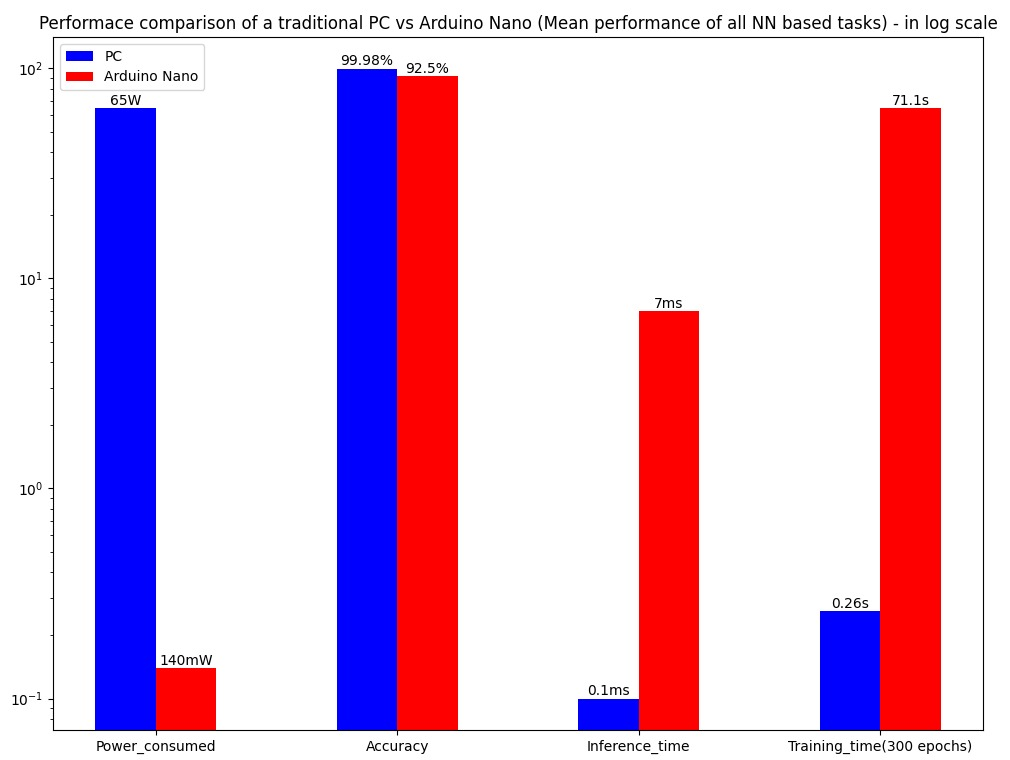 Performace comparison of a traditional PC vs Arduino Nano (Mean performance of all NN based tasks) - in log scale
PC
Arduino Nano
10²
10¹
10⁰
10⁻¹
65W
140mW
99.98%
92.5%
0.1ms
7ms
0.26s
71.1s
Power_consumed
Accuracy
Inference_time
Training_time(300 epochs)